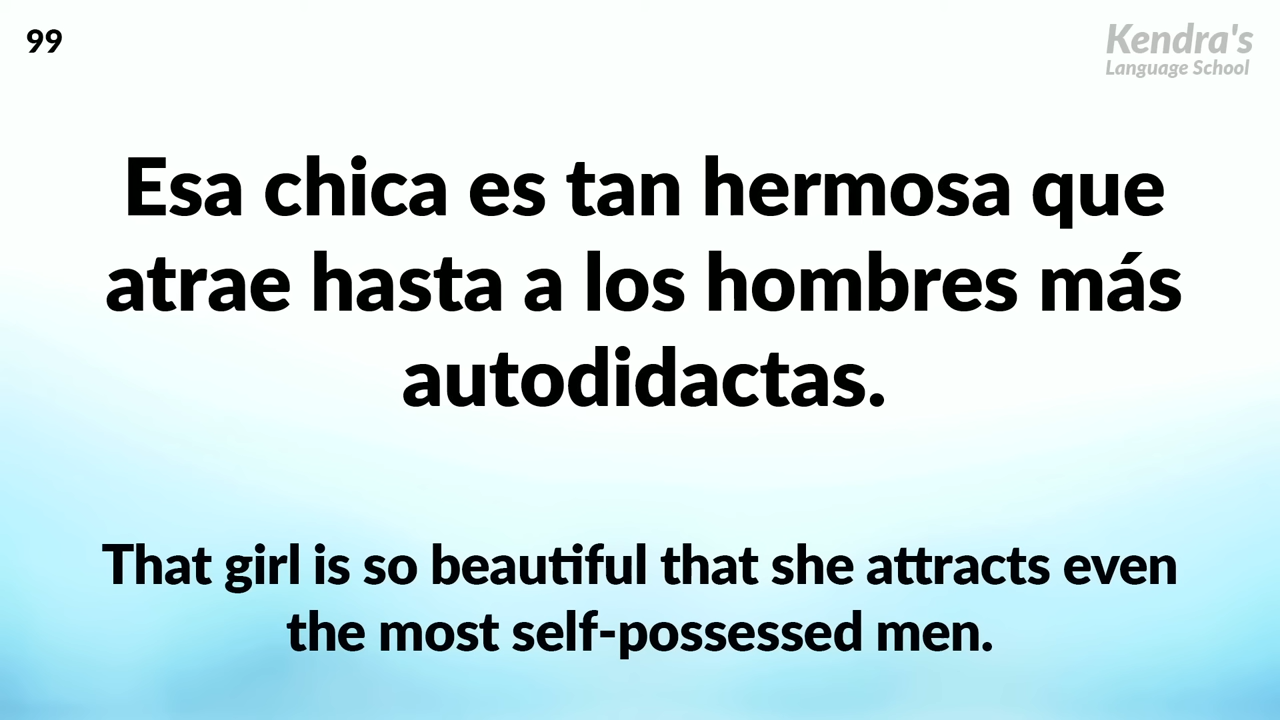 99
Kendra's
Language School
Esa chica es tan hermosa que
atrae hasta a los hombres más
autodidactas.
That girl is so beautiful that she attracts even
the most self-possessed men.